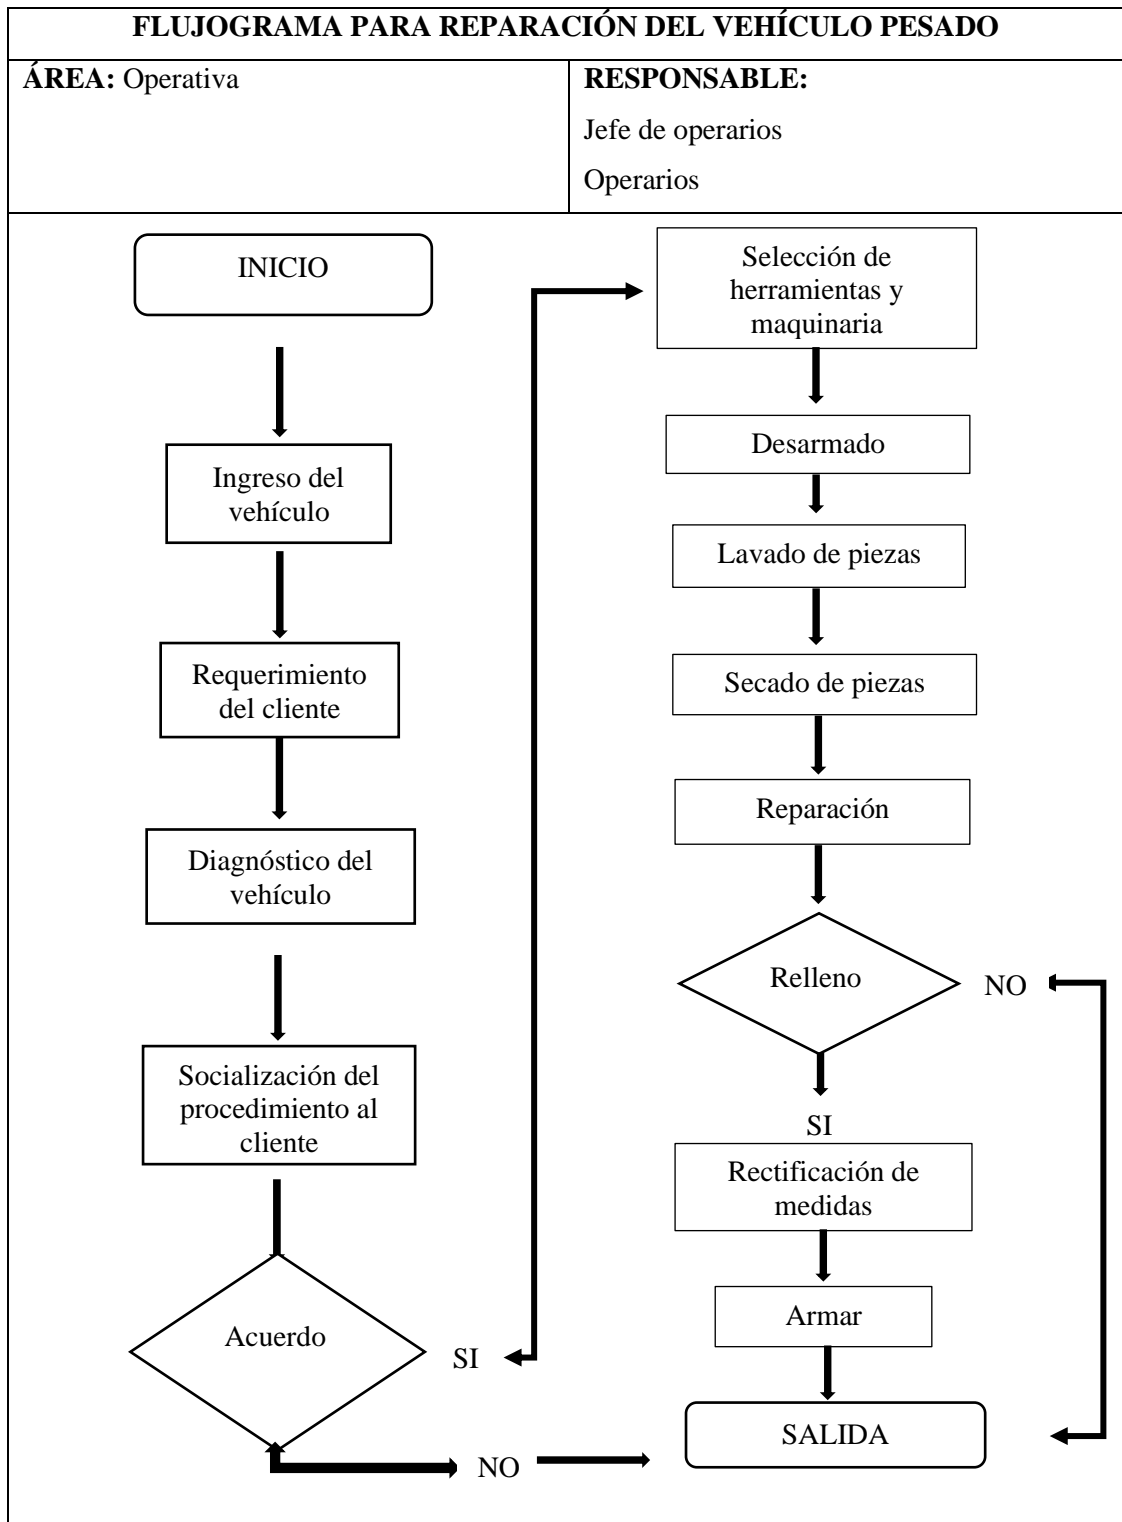 FLUJOGRAMA PARA REPARACIÓN DEL VEHÍCULO PESADO
ÁREA: Operativa
RESPONSABLE:
Jefe de operarios
Operarios
INICIO
Ingreso del
vehículo
Requerimiento
del cliente
Diagnóstico del
vehículo
Socialización del
procedimiento al
cliente
Acuerdo
SI
NO
Selección de
herramientas y
maquinaria
Desarmado
Lavado de piezas
Secado de piezas
Reparación
Relleno
NO
SI
Rectificación de
medidas
Armar
SALIDA